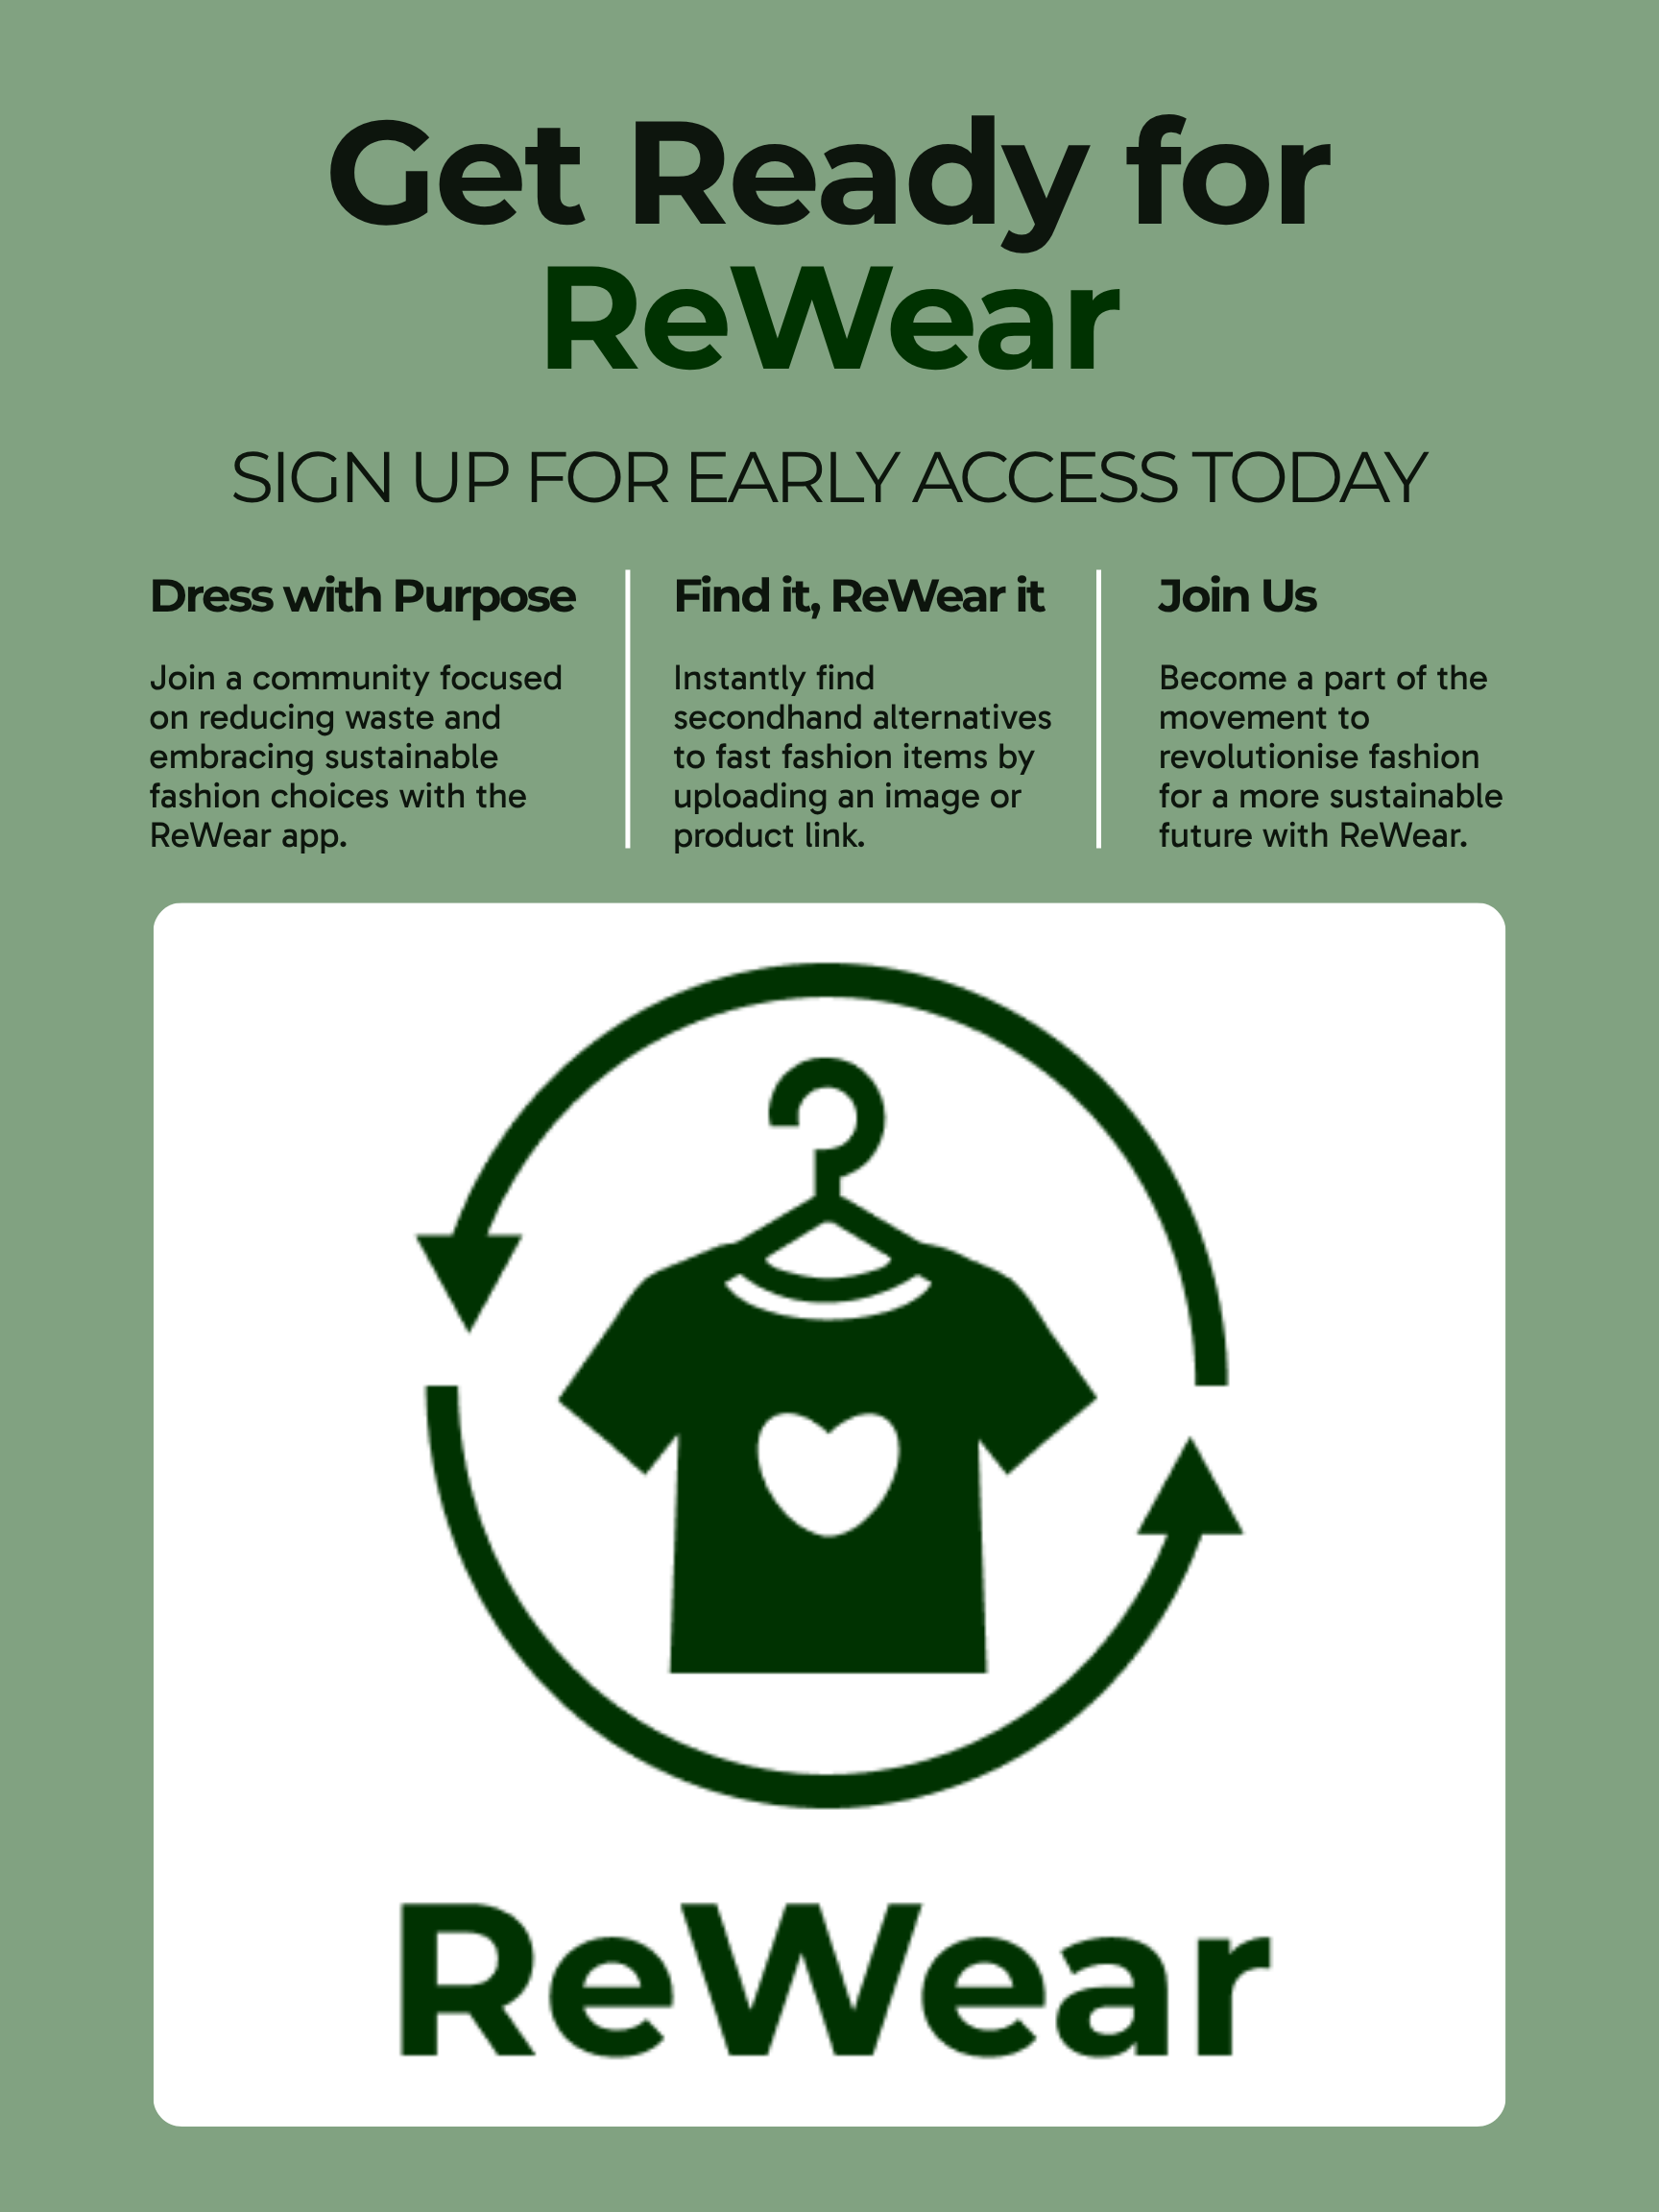 Get Ready for
ReWear
SIGN UP FOR EARLY ACCESS TODAY
Dress with Purpose
Join a community focused
on reducing waste and
embracing sustainable
fashion choices with the
ReWear app.
Find it, ReWear it
Instantly find
secondhand alternatives
to fast fashion items by
uploading an image or
product link.
Join Us
Become a part of the
movement to
revolutionise fashion
for a more sustainable
future with ReWear.
ReWear